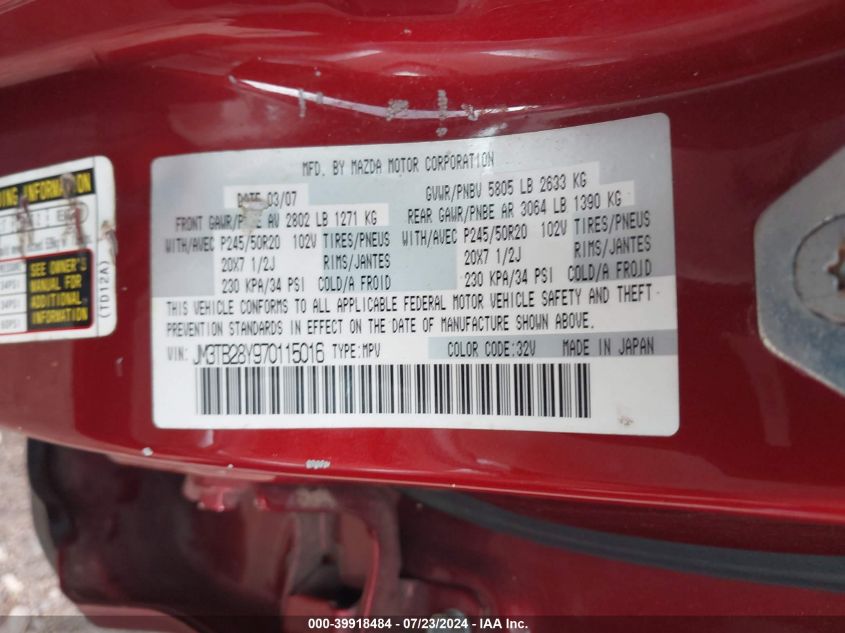 MFD. BY MAZDA MOTOR CORPORATION
DATE 03/07
GVWR/PNBV 5805 LB 2633 KG
FRONT GAWR/PNBE AV 2802 LB 1271 KG
REAR GAWR/PNBE AR 3064 LB 1390 KG
WITH/AVEC P245/50R20 102V TIRES/PNEUS
WITH/AVEC P245/50R20 102V TIRES/PNEUS
20X7 1/2J RIMS/JANTES
20X7 1/2J RIMS/JANTES
230 KPA/34 PSI COLD/A FROID
230 KPA/34 PSI COLD/A FROID
THIS VEHICLE CONFORMS TO ALL APPLICABLE FEDERAL MOTOR VEHICLE SAFETY AND THEFT
PREVENTION STANDARDS IN EFFECT ON THE DATE OF MANUFACTURE SHOWN ABOVE.
VIN: JM3TB28Y970115016 TYPE:MPV COLOR CODE:32V MADE IN JAPAN
INFORMATION
SEE OWNER'S
MANUAL FOR
ADDITIONAL
INFORMATION
(TD12A)
000-39918484 - 07/23/2024 - IAAI.com